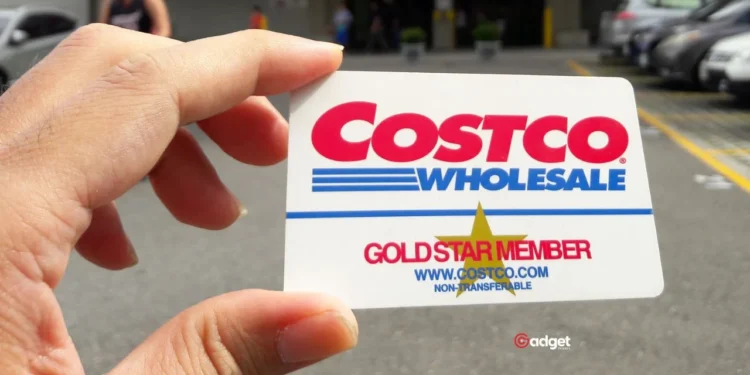 COSTCO®
WHOLESALE
GOLD STAR MEMBER
WWW.COSTCO.COM
NON-TRANSFERABLE
Gadget